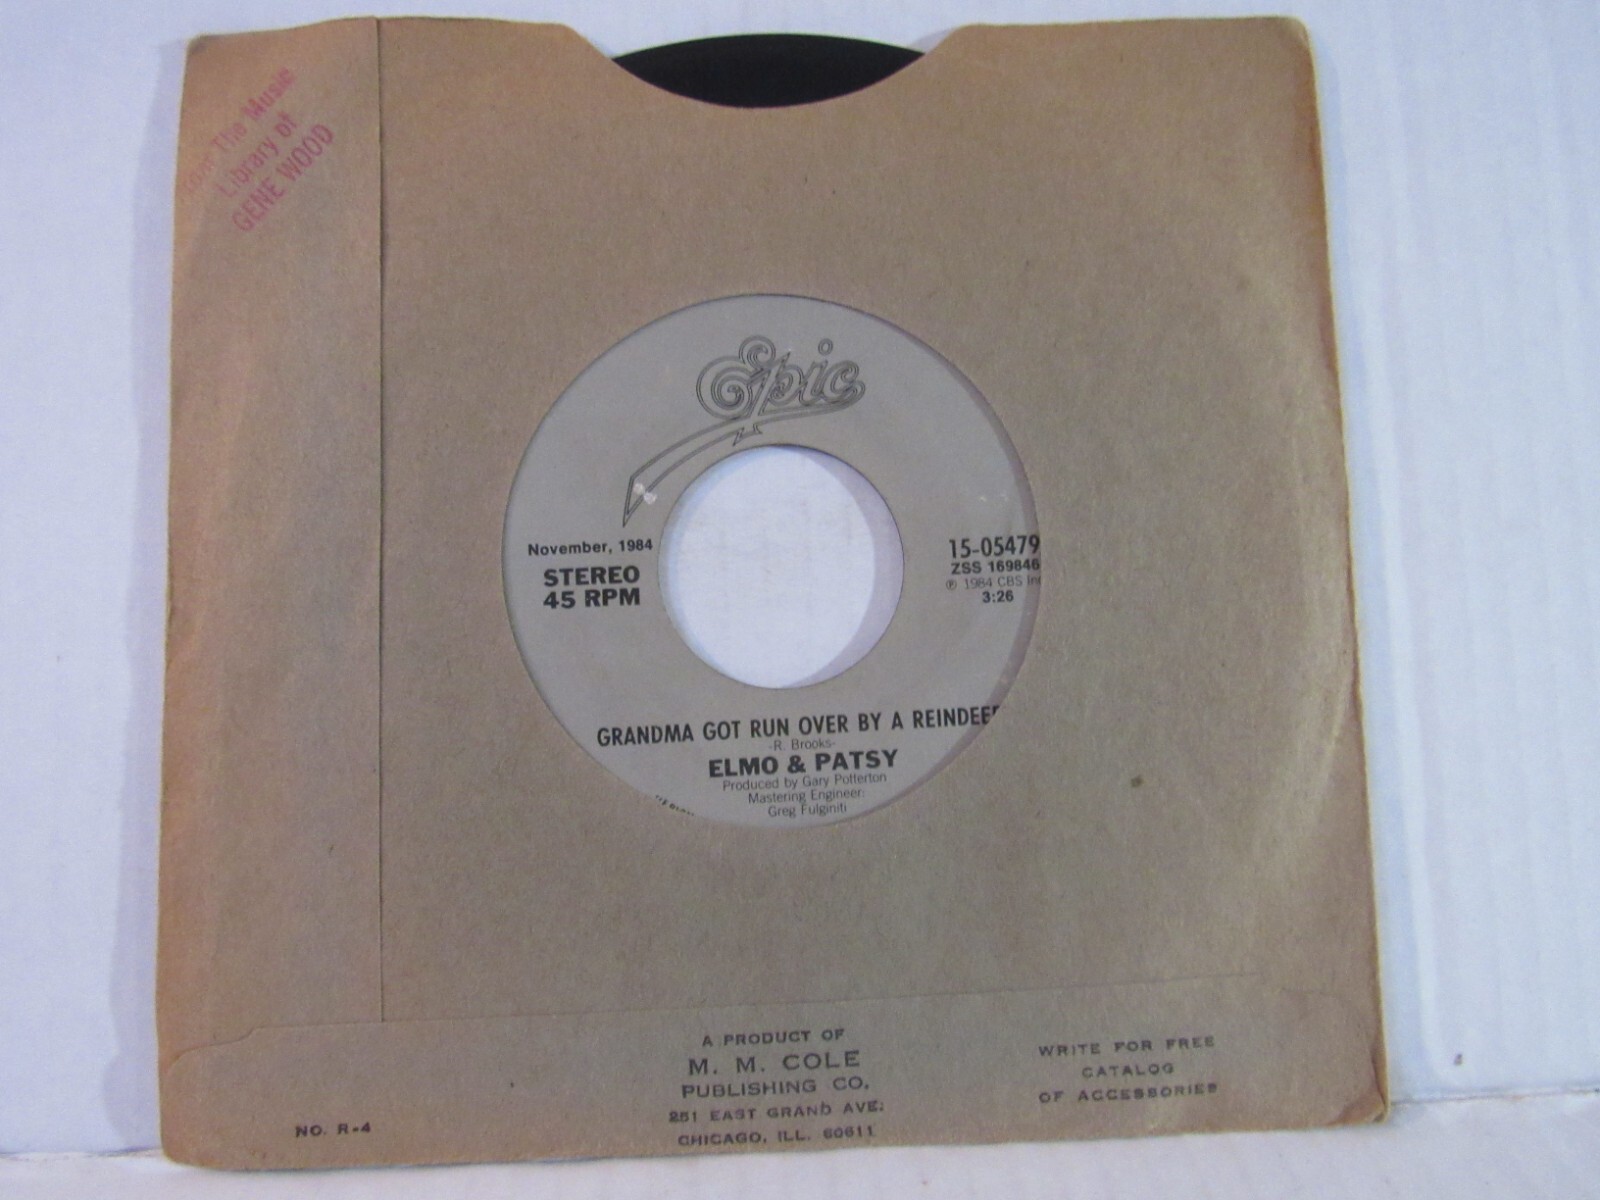 The Music
Library of
GENE WOOD
Epic
November, 1984
STEREO
45 RPM
15-05479
ZSS 169846
℗ 1984 CBS In
3:26
GRANDMA GOT RUN OVER BY A REINDEER
-R. Brooks-
ELMO & PATSY
Produced by Gary Potterton
Mastering Engineer:
Greg Fulginiti
A PRODUCT OF
M. M. COLE
PUBLISHING CO.
251 EAST GRAND AVE.
CHICAGO, ILL. 60611
WRITE FOR FREE
CATALOG
OF ACCESSORIES
NO. R-4